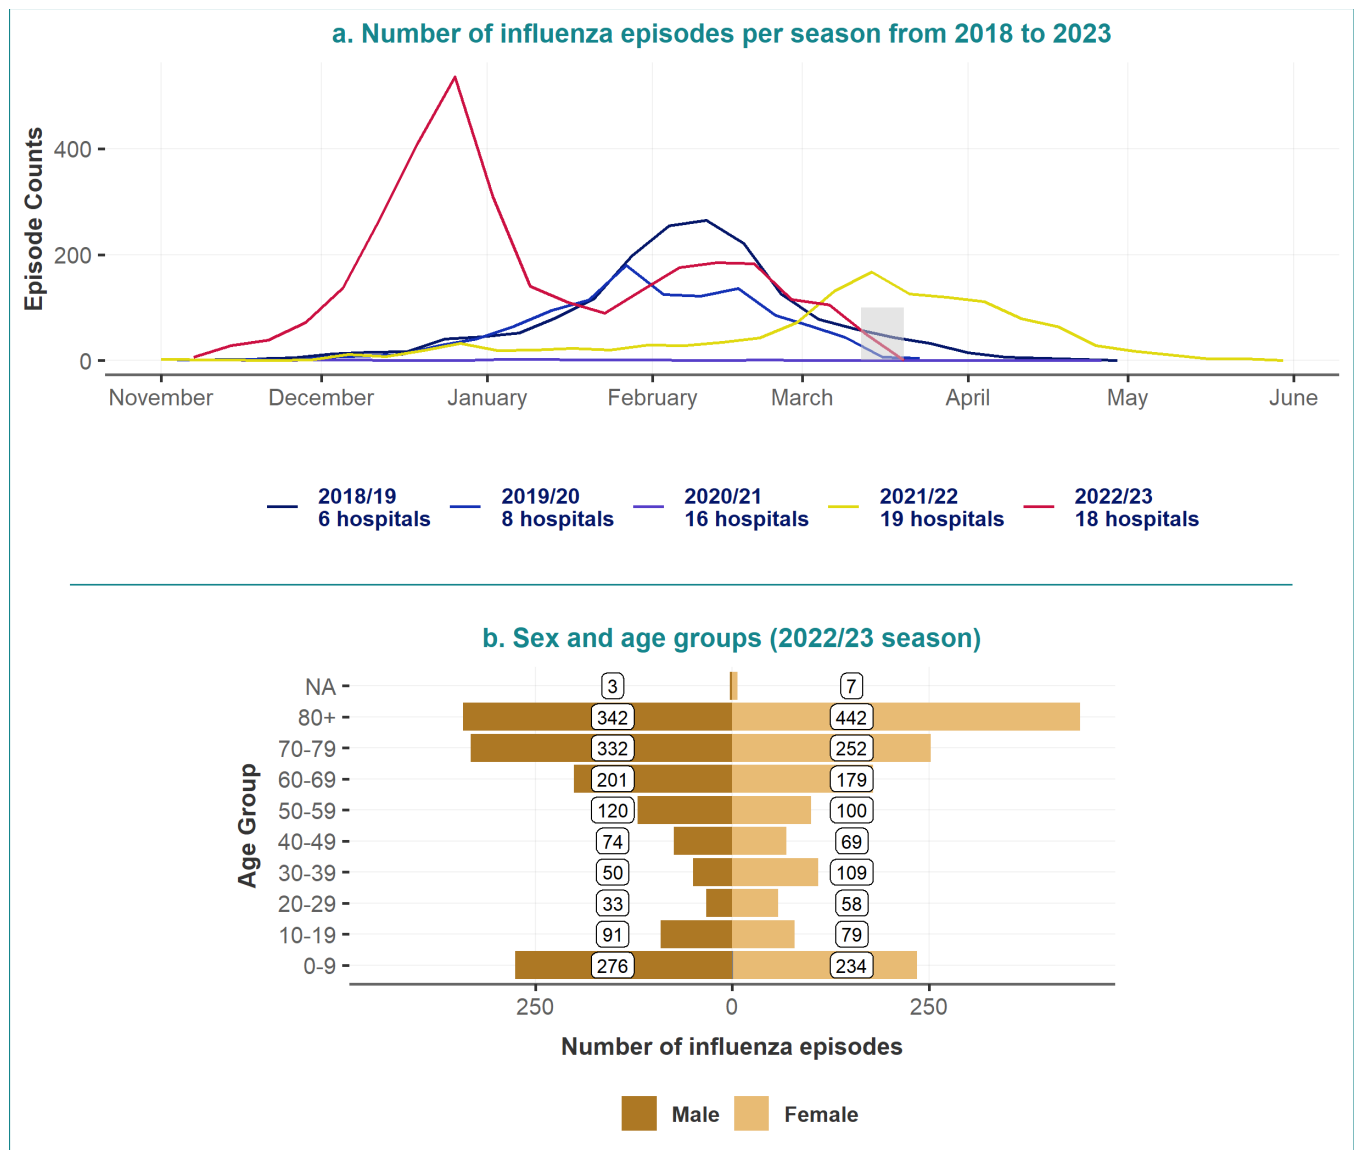 a. Number of influenza episodes per season from 2018 to 2023
Episode Counts
400
200
0
November December January February March April May June
2018/19 2019/20 2020/21 2021/22 2022/23
6 hospitals 8 hospitals 16 hospitals 19 hospitals 18 hospitals
b. Sex and age groups (2022/23 season)
Age Group
NA 3 7
80+ 342 442
70-79 332 252
60-69 201 179
50-59 120 100
40-49 74 69
30-39 50 109
20-29 33 58
10-19 91 79
0-9 276 234
250 0 250
Number of influenza episodes
Male Female